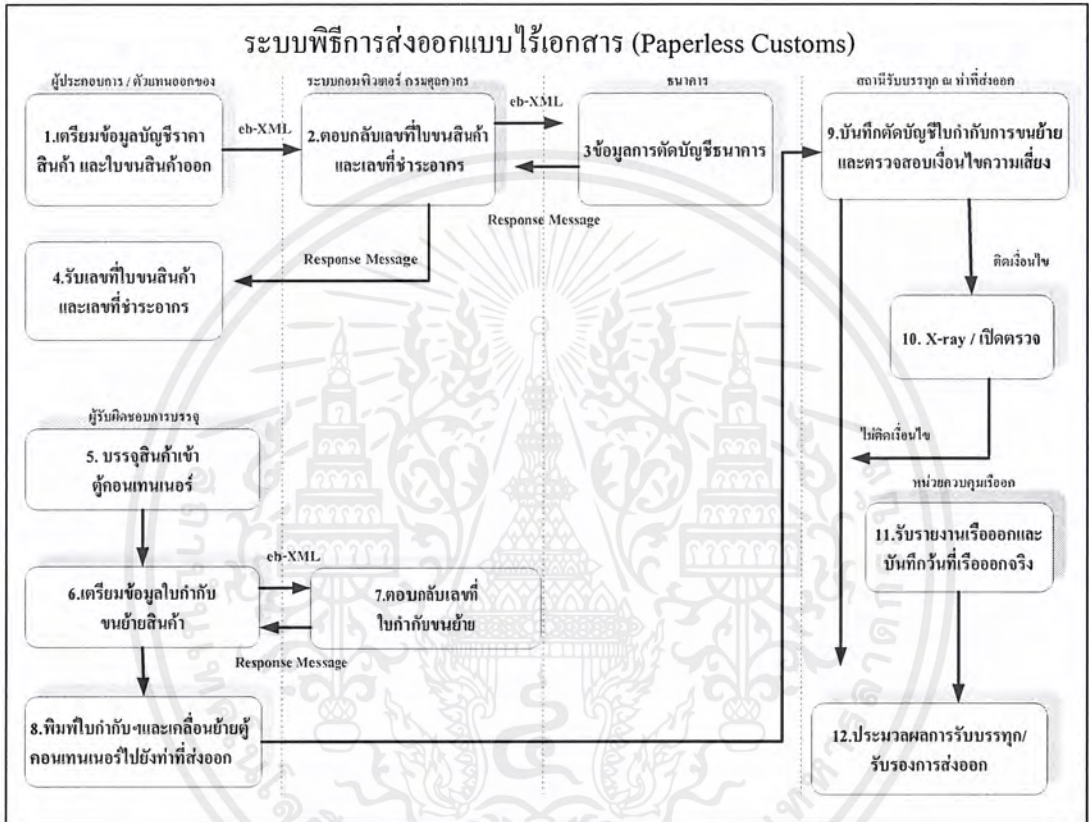 ระบบพิธีการส่งออกแบบไร้เอกสาร (Paperless Customs)
ผู้ประกอบการ / ตัวแทนออกของ
ระบบคอมพิวเตอร์ กรมศุลกากร
ธนาคาร
สถานีรับบรรทุก ณ ท่าที่ส่งออก
1.เตรียมข้อมูลบัญชีราคา
สินค้า และใบขนสินค้าออก
eb-XML
2.ตอบกลับเลขที่ใบขนสินค้า
และเลขที่ชำระอากร
eb-XML
3ข้อมูลการตัดบัญชีธนาคาร
Response Message
9.บันทึกตัดบัญชีใบกำกับการขนย้าย
และตรวจสอบเงื่อนไขความเสี่ยง
Response Message
4.รับเลขที่ใบขนสินค้า
และเลขที่ชำระอากร
ติดเงื่อนไข
10. X-ray / เปิดตรวจ
ไม่ติดเงื่อนไข
ผู้รับผิดชอบการบรรจุ
5. บรรจุสินค้าเข้า
ตู้คอนเทนเนอร์
eb-XML
6.เตรียมข้อมูลใบกำกับ
ขนย้ายสินค้า
7.ตอบกลับเลขที่
ใบกำกับขนย้าย
Response Message
8.พิมพ์ใบกำกับฯและเคลื่อนย้ายตู้
คอนเทนเนอร์ไปยังท่าที่ส่งออก
หน่วยควบคุมเรือออก
11.รับรายงานเรือออกและ
บันทึกวันที่เรือออกจริง
12.ประมวลผลการรับบรรทุก/
รับรองการส่งออก